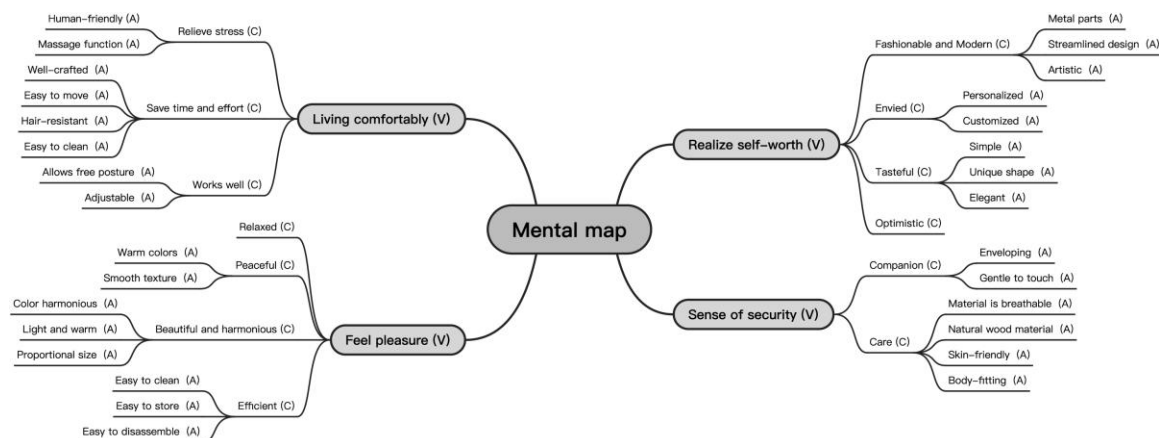 Mental map
Living comfortably (V)
Relieve stress (C)
Human-friendly (A)
Massage function (A)
Save time and effort (C)
Well-crafted (A)
Easy to move (A)
Hair-resistant (A)
Easy to clean (A)
Works well (C)
Allows free posture (A)
Adjustable (A)
Feel pleasure (V)
Relaxed (C)
Peaceful (C)
Warm colors (A)
Smooth texture (A)
Beautiful and harmonious (C)
Color harmonious (A)
Light and warm (A)
Proportional size (A)
Efficient (C)
Easy to clean (A)
Easy to store (A)
Easy to disassemble (A)
Realize self-worth (V)
Fashionable and Modern (C)
Metal parts (A)
Streamlined design (A)
Artistic (A)
Envied (C)
Personalized (A)
Customized (A)
Tasteful (C)
Simple (A)
Unique shape (A)
Elegant (A)
Optimistic (C)
Sense of security (V)
Companion (C)
Enveloping (A)
Gentle to touch (A)
Care (C)
Material is breathable (A)
Natural wood material (A)
Skin-friendly (A)
Body-fitting (A)